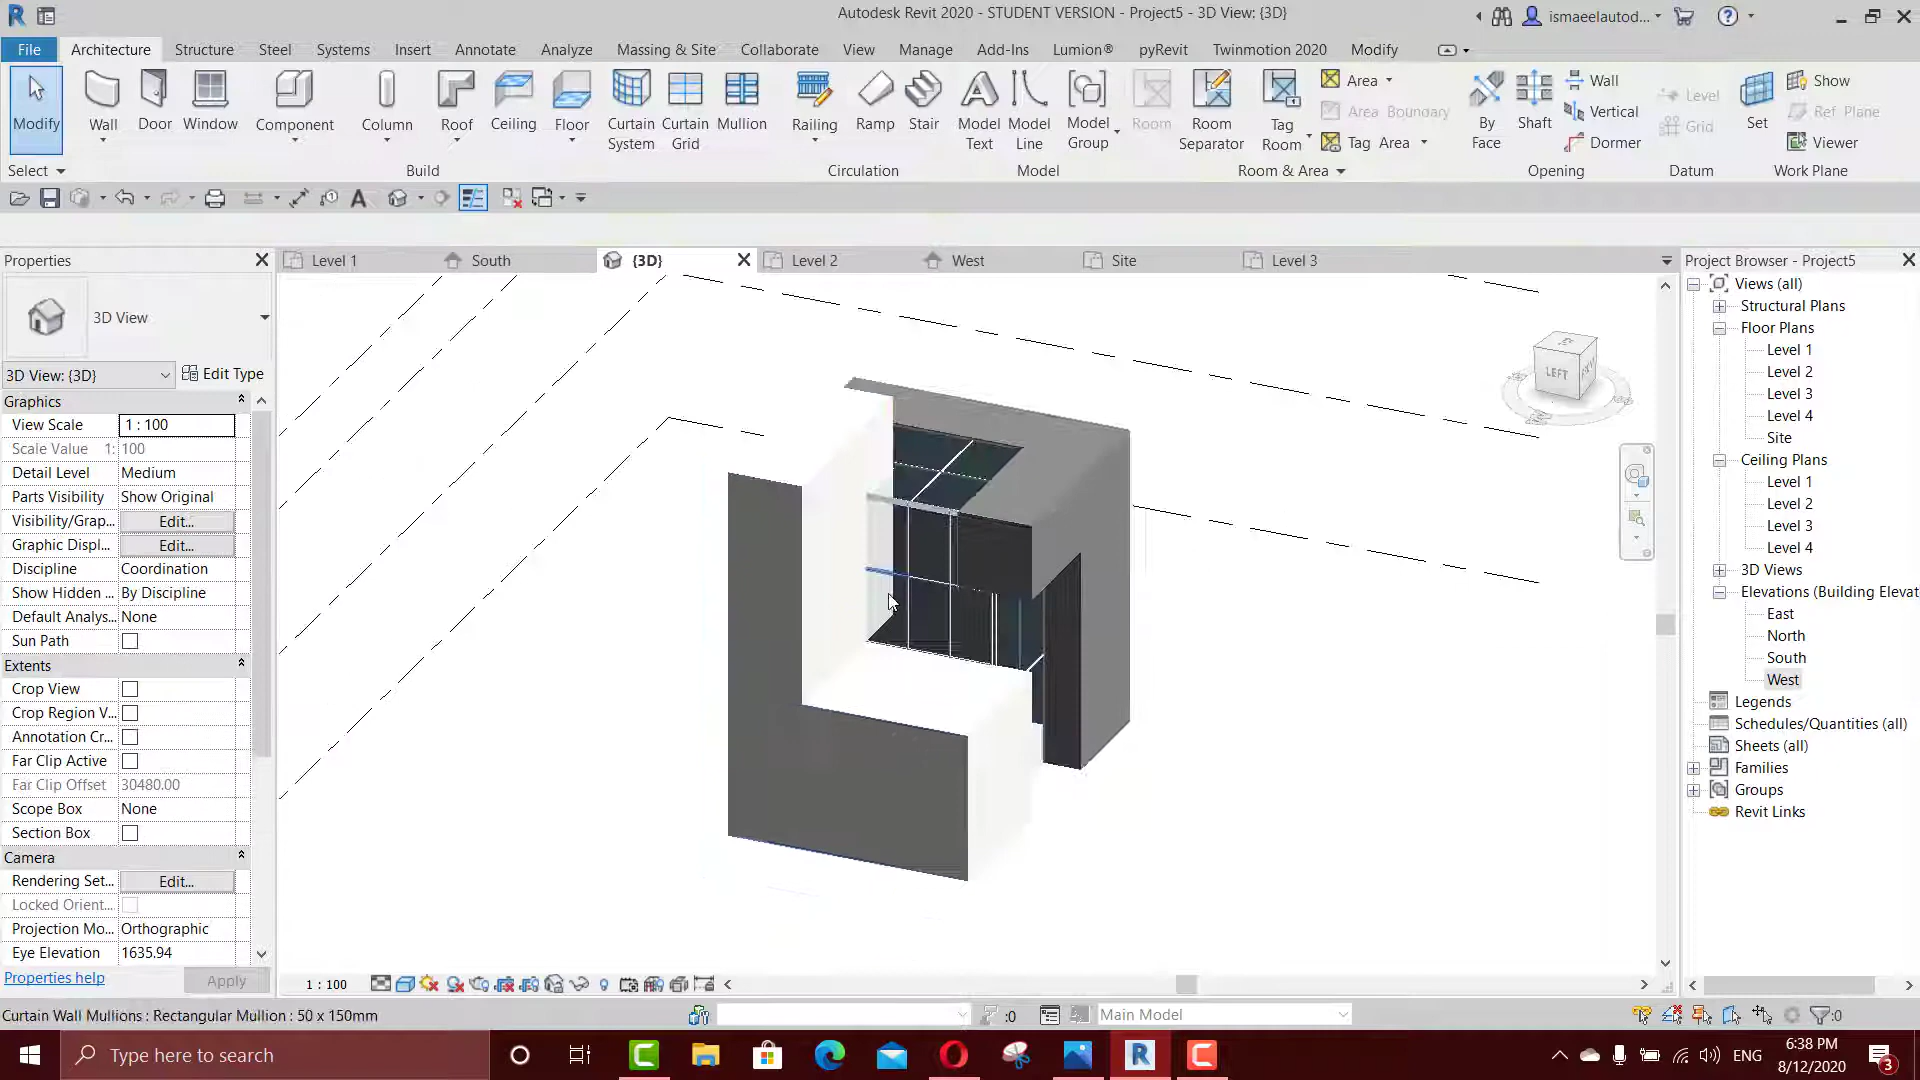 Autodesk Revit 2020 - STUDENT VERSION - Project5 - 3D View: {3D}
ismaeelautod...
File Architecture Structure Steel Systems Insert Annotate Analyze Massing & Site Collaborate View Manage Add-Ins Lumion® pyRevit Twinmotion 2020 Modify
Modify Wall Door Window Component Column Roof Ceiling Floor Curtain System Curtain Grid Mullion Railing Ramp Stair Model Text Model Line Model Group Room Room Separator Tag Room
Area
Area Boundary
Tag Area
By Face Shaft
Wall
Vertical
Dormer
Level
Grid
Set
Show
Ref Plane
Viewer
Select Build Circulation Model Room & Area Opening Datum Work Plane
Properties
Level 1 South {3D} Level 2 West Site Level 3
3D View
3D View: {3D} Edit Type
Graphics
View Scale 1 : 100
Scale Value 1: 100
Detail Level Medium
Parts Visibility Show Original
Visibility/Grap... Edit...
Graphic Displ... Edit...
Discipline Coordination
Show Hidden ... By Discipline
Default Analys... None
Sun Path
Extents
Crop View
Crop Region V...
Annotation Cr...
Far Clip Active
Far Clip Offset 30480.00
Scope Box None
Section Box
Camera
Rendering Set... Edit...
Locked Orient...
Projection Mo... Orthographic
Eye Elevation 1635.94
Properties help Apply
LEFT
Project Browser - Project5
Views (all)
Structural Plans
Floor Plans
Level 1
Level 2
Level 3
Level 4
Site
Ceiling Plans
Level 1
Level 2
Level 3
Level 4
3D Views
Elevations (Building Elevat
East
North
South
West
Legends
Schedules/Quantities (all)
Sheets (all)
Families
Groups
Revit Links
1 : 100
Curtain Wall Mullions : Rectangular Mullion : 50 x 150mm
:0
Main Model
:0
Type here to search
ENG
6:38 PM
8/12/2020
3